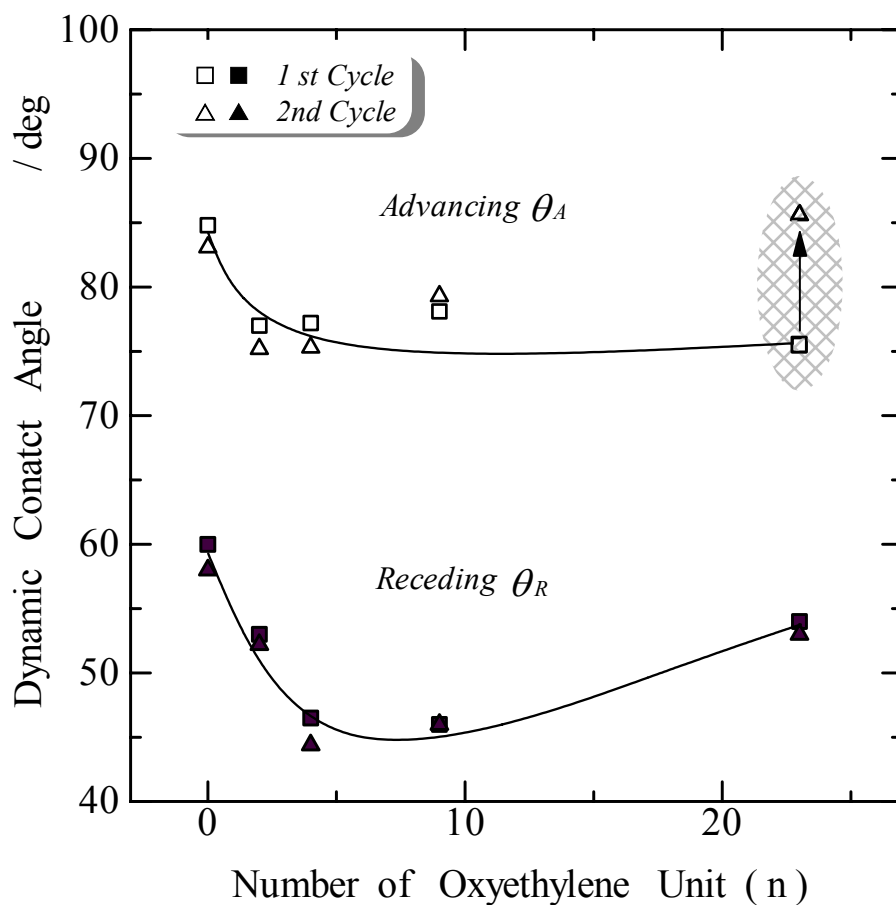 100
1 st Cycle
2nd Cycle
90
Advancing θA
80
70
60
Receding θR
50
40
0 10 20
Number of Oxyethylene Unit ( n )
Dynamic Conatct Angle / deg